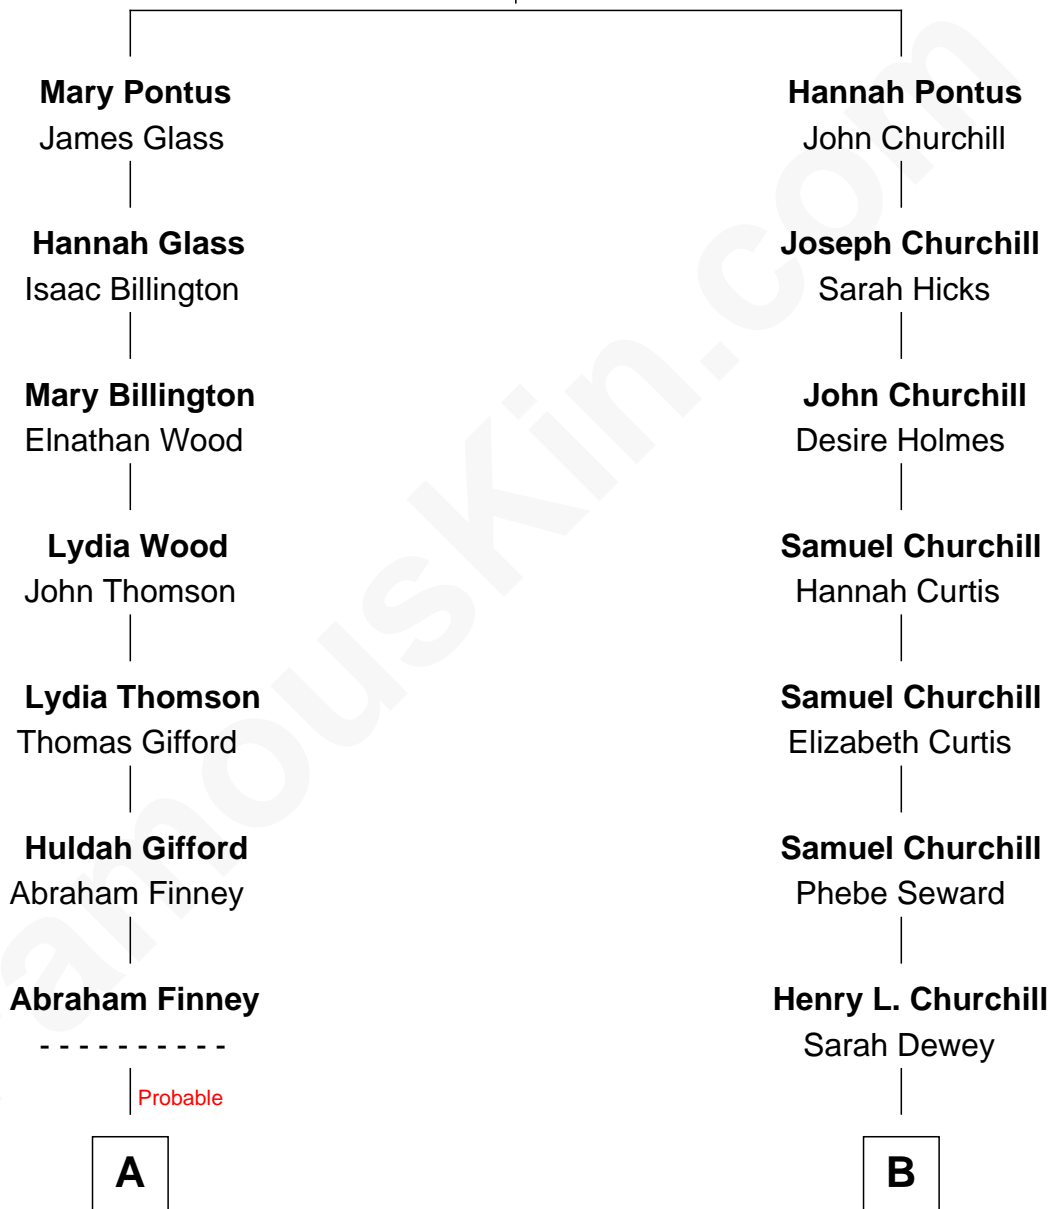 Mary Pontus
James Glass
Hannah Pontus
John Churchill
Hannah Glass
Isaac Billington
Joseph Churchill
Sarah Hicks
Mary Billington
Elnathan Wood
John Churchill
Desire Holmes
Lydia Wood
John Thomson
Samuel Churchill
Hannah Curtis
Lydia Thomson
Thomas Gifford
Samuel Churchill
Elizabeth Curtis
Huldah Gifford
Abraham Finney
Samuel Churchill
Phebe Seward
Abraham Finney
- - - - - - - - - -
Henry L. Churchill
Sarah Dewey
Probable
A
B
amouskin.com